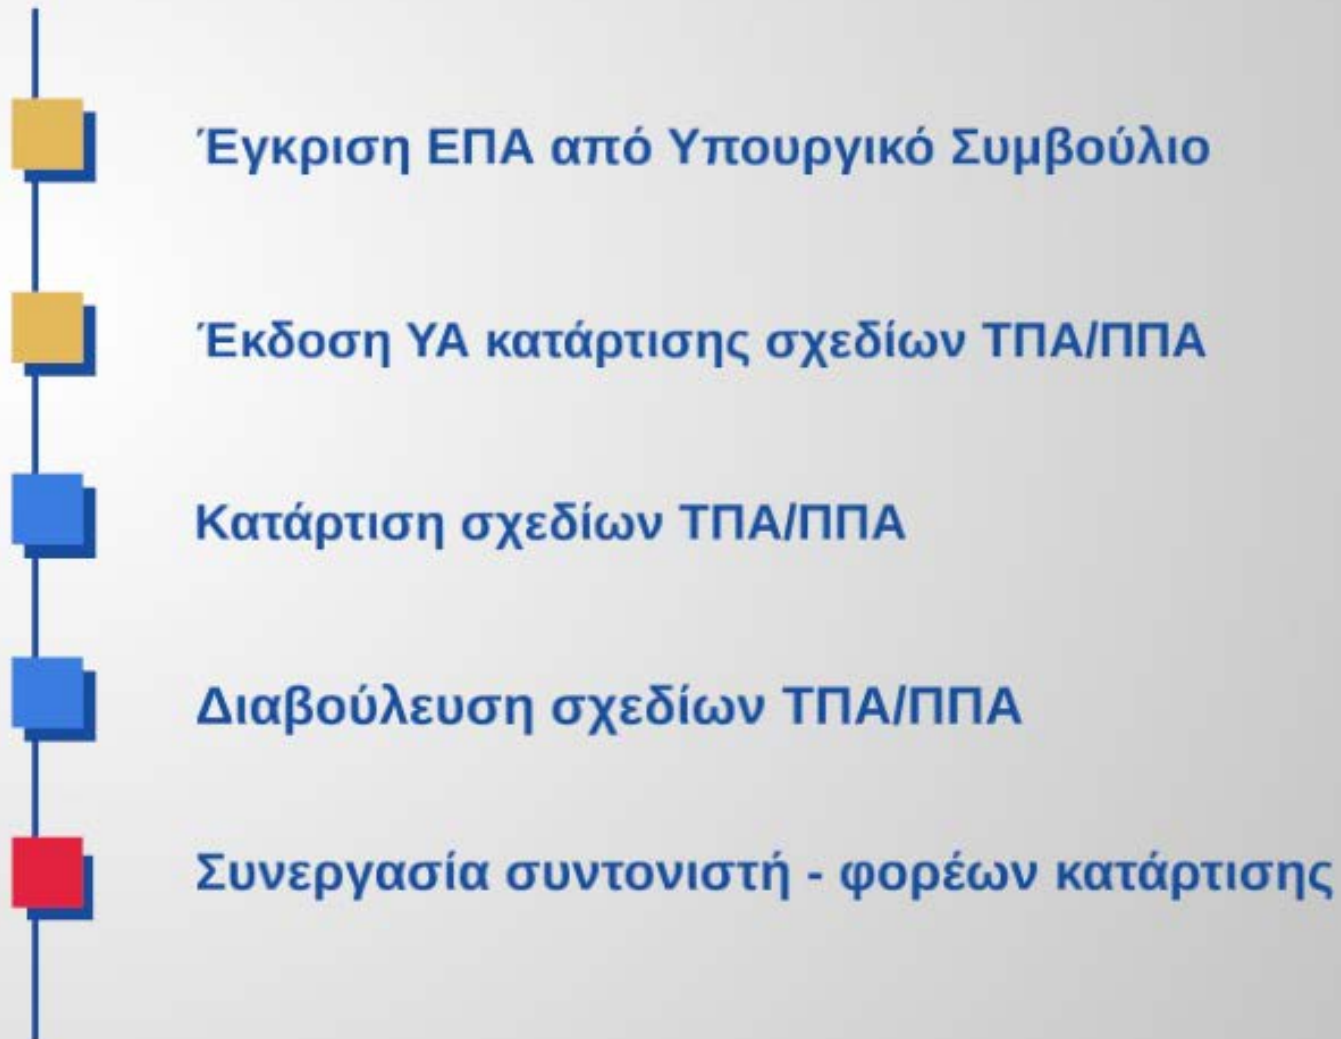 Έγκριση ΕΠΑ από Υπουργικό Συμβούλιο
Έκδοση ΥΑ κατάρτισης σχεδίων ΤΠΑ/ΠΠΑ
Κατάρτιση σχεδίων ΤΠΑ/ΠΠΑ
Διαβούλευση σχεδίων ΤΠΑ/ΠΠΑ
Συνεργασία συντονιστή - φορέων κατάρτισης